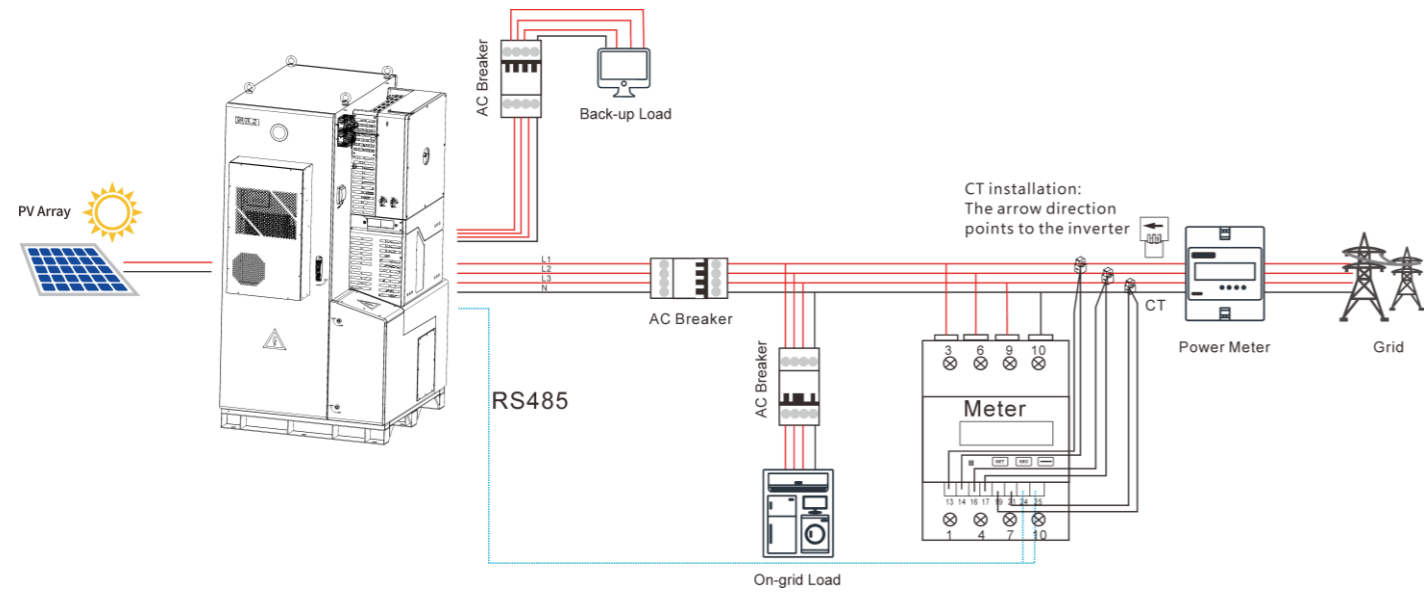 AC Breaker
Back-up Load
CT installation:
The arrow direction
points to the inverter
PV Array
L1
L2
L3
N
AC Breaker
CT
Power Meter
Grid
AC Breaker
RS485
3 6 9 10
Meter
SET
13 14 16 17 19 21 24 25
1 4 7 10
On-grid Load